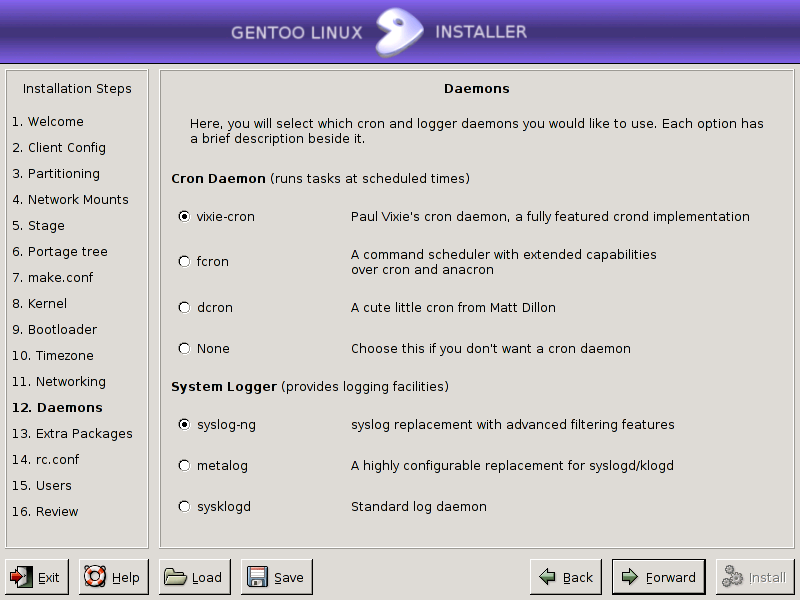 GENTOO LINUX INSTALLER
Installation Steps
1. Welcome
2. Client Config
3. Partitioning
4. Network Mounts
5. Stage
6. Portage tree
7. make.conf
8. Kernel
9. Bootloader
10. Timezone
11. Networking
12. Daemons
13. Extra Packages
14. rc.conf
15. Users
16. Review
Daemons
Here, you will select which cron and logger daemons you would like to use. Each option has
a brief description beside it.
Cron Daemon (runs tasks at scheduled times)
vixie-cron Paul Vixie's cron daemon, a fully featured crond implementation
fcron A command scheduler with extended capabilities
over cron and anacron
dcron A cute little cron from Matt Dillon
None Choose this if you don't want a cron daemon
System Logger (provides logging facilities)
syslog-ng syslog replacement with advanced filtering features
metalog A highly configurable replacement for syslogd/klogd
sysklogd Standard log daemon
Exit Help Load Save Back Forward Install